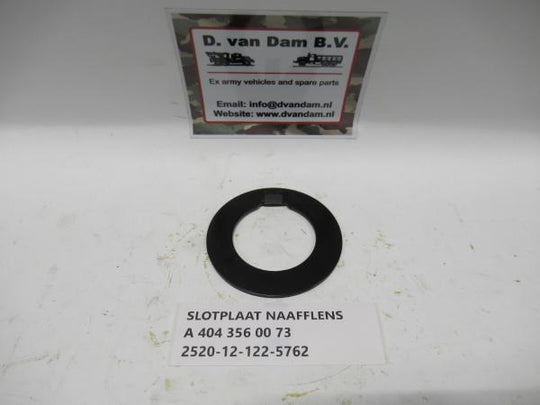 D. van Dam B.V.
Ex army vehicles and spare parts
Email: info@dvandam.nl
Website: www.dvandam.nl
SLOTPLAAT NAAFFLENS
A 404 356 00 73
2520-12-122-5762